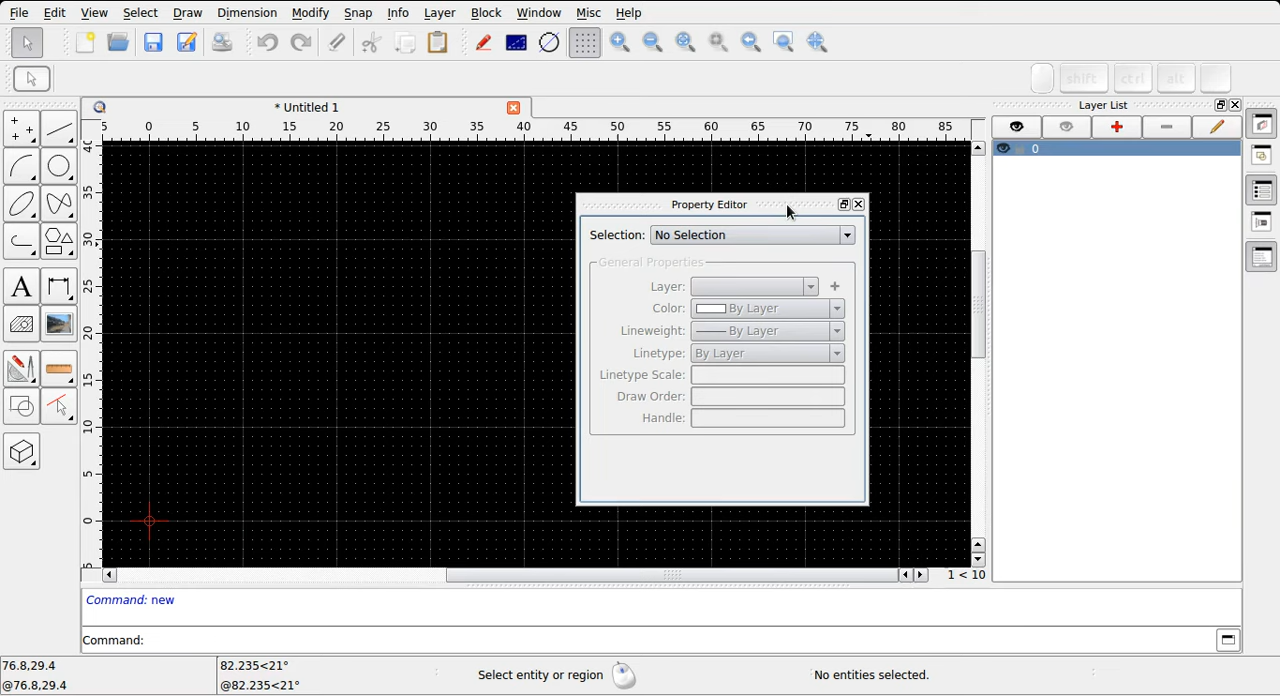 File Edit View Select Draw Dimension Modify Snap Info Layer Block Window Misc Help
shift ctrl alt
* Untitled 1
Layer List
5 0 5 10 15 20 25 30 35 40 45 50 55 60 65 70 75 80 85
0
40
35
30
25
20
15
10
5
0
5
Property Editor
Selection: No Selection
General Properties
Layer:
Color: By Layer
Lineweight: By Layer
Linetype: By Layer
Linetype Scale:
Draw Order:
Handle:
1 < 10
Command: new
Command:
76.8,29.4
@76.8,29.4
82.235<21°
@82.235<21°
Select entity or region
No entities selected.